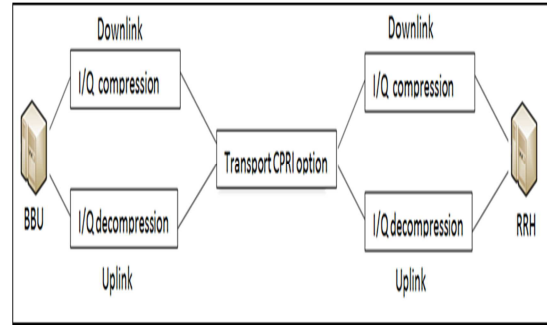 Downlink
I/Q compression
BBU
I/Q decompression
Uplink
Transport CPRI option
Downlink
I/Q compression
I/Q decompression
Uplink
RRH